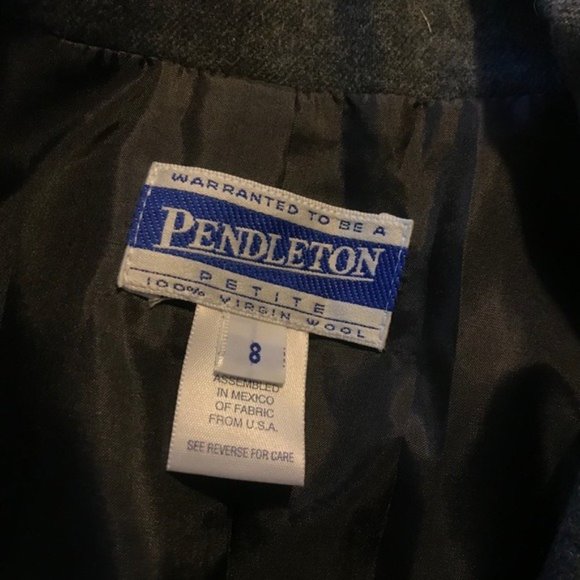 WARRANTED TO BE A
PENDLETON
PETITE
100% VIRGIN WOOL
8
ASSEMBLED
IN MEXICO
OF FABRIC
FROM U.S.A.
SEE REVERSE FOR CARE